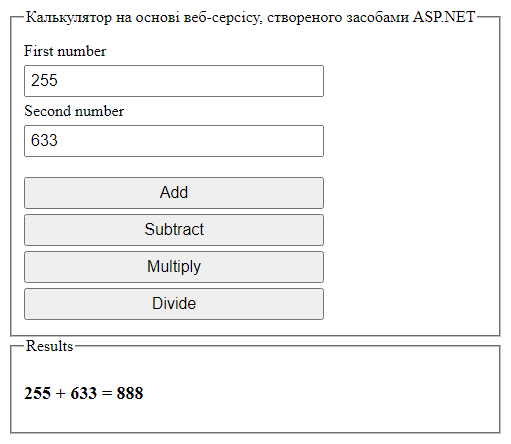 Калькулятор на основі веб-серсісу, створеного засобами ASP.NET
First number
255
Second number
633
Add
Subtract
Multiply
Divide
Results
255 + 633 = 888